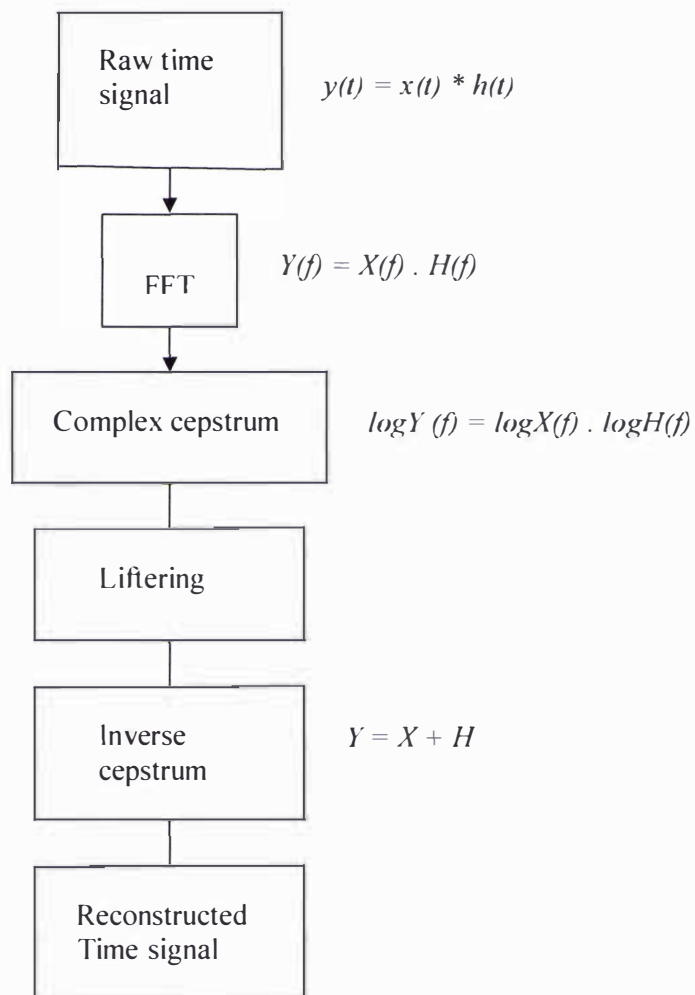 Raw time
signal
y(t) = x(t) * h(t)
FFT
Y(f) = X(f) . H(f)
Complex cepstrum
logY (f) = logX(f) . logH(f)
Liftering
Inverse
cepstrum
Y = X + H
Reconstructed
Time signal